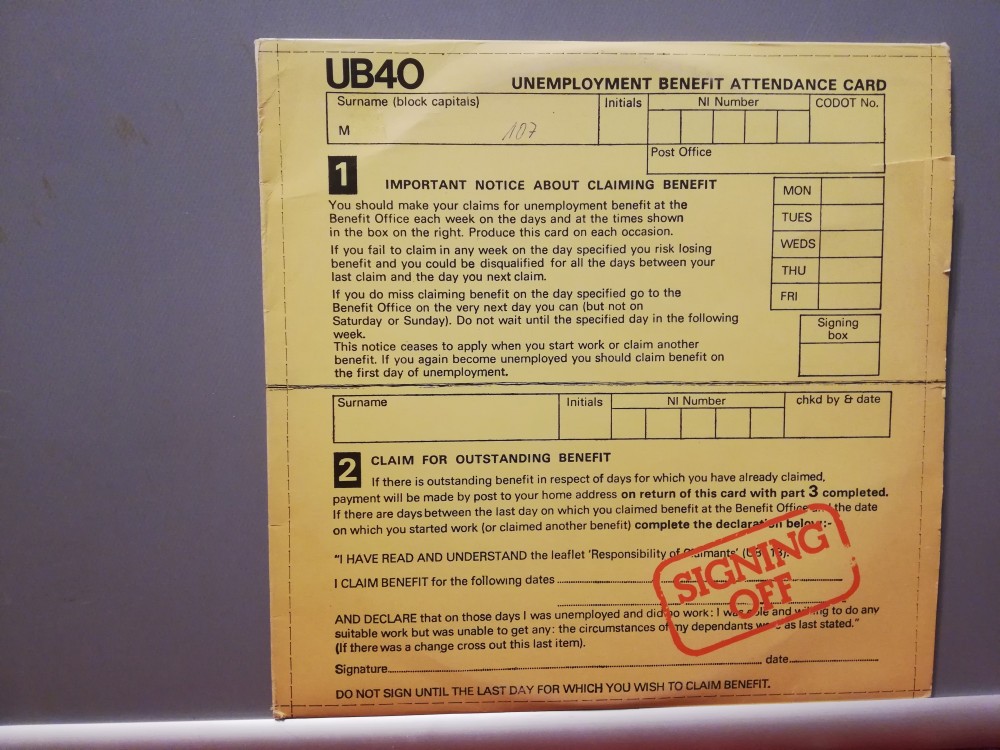 UB40
UNEMPLOYMENT BENEFIT ATTENDANCE CARD
Surname (block capitals)
Initials
NI Number
CODOT No.
M
107
Post Office
1
IMPORTANT NOTICE ABOUT CLAIMING BENEFIT
You should make your claims for unemployment benefit at the
Benefit Office each week on the days and at the times shown
in the box on the right. Produce this card on each occasion.
If you fail to claim in any week on the day specified you risk losing
benefit and you could be disqualified for all the days between your
last claim and the day you next claim.
If you do miss claiming benefit on the day specified go to the
Benefit Office on the very next day you can (but not on
Saturday or Sunday). Do not wait until the specified day in the following
week.
This notice ceases to apply when you start work or claim another
benefit. If you again become unemployed you should claim benefit on
the first day of unemployment.
MON
TUES
WEDS
THU
FRI
Signing
box
Surname
Initials
NI Number
chkd by & date
2
CLAIM FOR OUTSTANDING BENEFIT
If there is outstanding benefit in respect of days for which you have already claimed,
payment will be made by post to your home address on return of this card with part 3 completed.
If there are days between the last day on which you claimed benefit at the Benefit Office and the date
on which you started work (or claimed another benefit) complete the declaration below:-
"I HAVE READ AND UNDERSTAND the leaflet 'Responsibility of Claimants'
I CLAIM BENEFIT for the following dates
AND DECLARE that on those days I was unemployed and did no work: I was able and willing to do any
suitable work but was unable to get any: the circumstances of my dependants were as last stated."
(If there was a change cross out this last item).
Signature
date
DO NOT SIGN UNTIL THE LAST DAY FOR WHICH YOU WISH TO CLAIM BENEFIT.
SIGNING
OFF